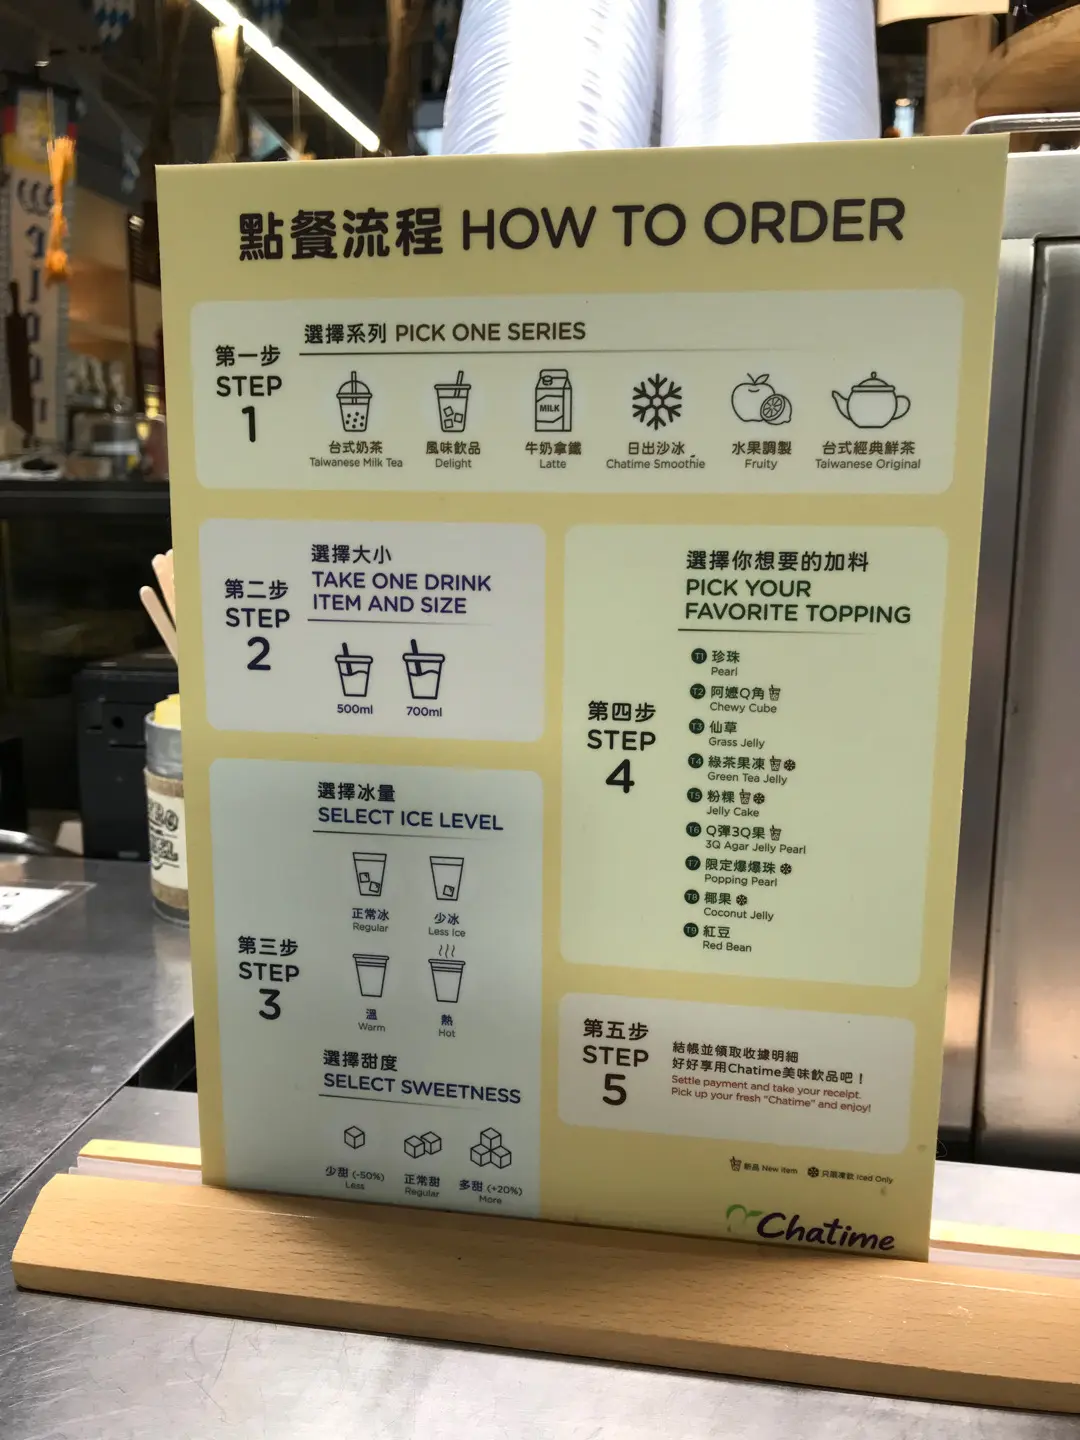 點餐流程 HOW TO ORDER
第一步
STEP
1
選擇系列 PICK ONE SERIES
MILK
台式奶茶 風味飲品 牛奶拿鐵 日出沙冰 水果調製 台式經典鮮茶
Taiwanese Milk Tea Delight Latte Chatime Smoothie Fruity Taiwanese Original
第二步
STEP
2
選擇大小
TAKE ONE DRINK
ITEM AND SIZE
500ml 700ml
第三步
STEP
3
選擇冰量
SELECT ICE LEVEL
正常冰 少冰
Regular Less Ice
溫 熱
Warm Hot
選擇甜度
SELECT SWEETNESS
少甜 (-50%) 正常甜 多甜 (+20%)
Less Regular More
第四步
STEP
4
選擇你想要的加料
PICK YOUR
FAVORITE TOPPING
T1 珍珠
Pearl
T2 阿嬤Q角
Chewy Cube
T3 仙草
Grass Jelly
T4 綠茶果凍
Green Tea Jelly
T5 粉粿
Jelly Cake
T6 Q彈3Q果
3Q Agar Jelly Pearl
T7 限定爆爆珠
Popping Pearl
T8 椰果
Coconut Jelly
T9 紅豆
Red Bean
第五步
STEP
5
結帳並領取收據明細
好好享用Chatime美味飲品吧！
Settle payment and take your receipt.
Pick up your fresh "Chatime" and enjoy!
新品 New Item 只限凍飲 Iced Only
Chatime